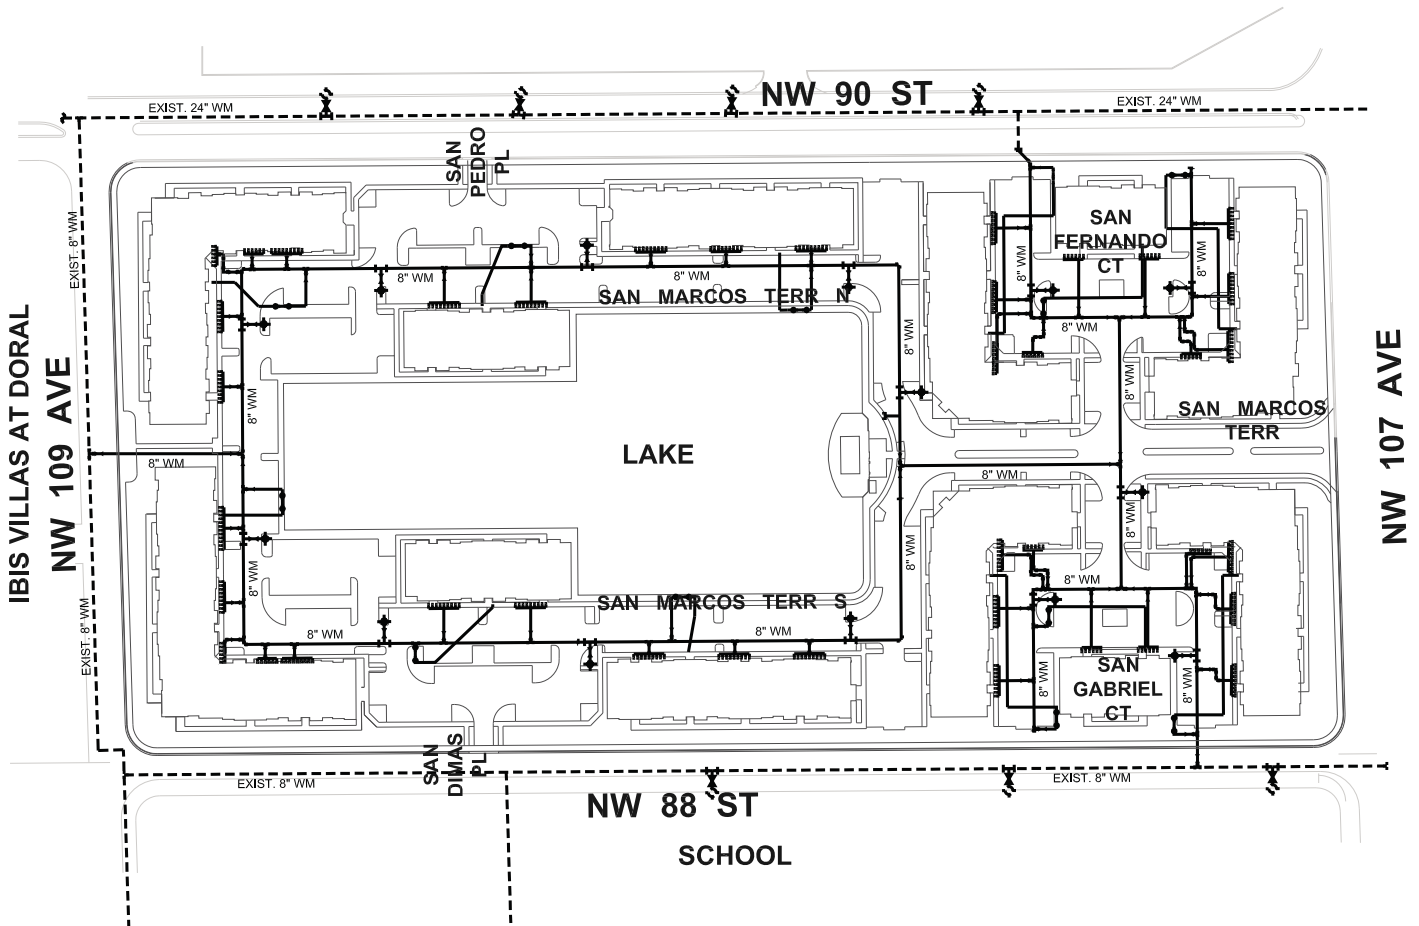 NW 90 ST
EXIST. 24" WM
EXIST. 24" WM
SAN
PEDRO
PL
EXIST. 8" WM
8" WM
8" WM
SAN MARCOS TERR N
8" WM
SAN
FERNANDO
CT
8" WM
8" WM
8" WM
8" WM
8" WM
IBIS VILLAS AT DORAL
NW 109 AVE
8" WM
8" WM
LAKE
SAN MARCOS
TERR
NW 107 AVE
8" WM
8" WM
8" WM
8" WM
8" WM
EXIST. 8" WM
8" WM
SAN MARCOS TERR S
8" WM
SAN
GABRIEL
CT
8" WM
8" WM
SAN
DIMAS
PL
EXIST. 8" WM
EXIST. 8" WM
NW 88 ST
SCHOOL